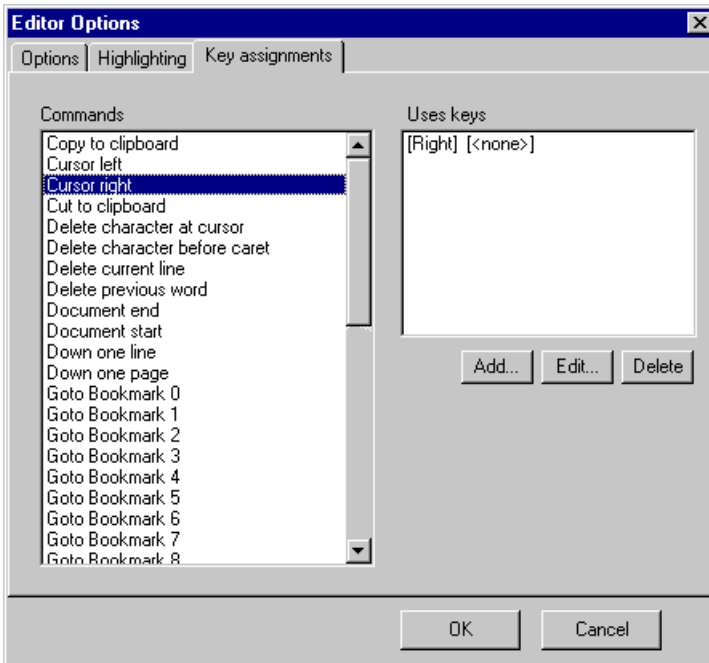 Editor Options
Options Highlighting Key assignments
Commands
Copy to clipboard
Cursor left
Cursor right
Cut to clipboard
Delete character at cursor
Delete character before caret
Delete current line
Delete previous word
Document end
Document start
Down one line
Down one page
Goto Bookmark 0
Goto Bookmark 1
Goto Bookmark 2
Goto Bookmark 3
Goto Bookmark 4
Goto Bookmark 5
Goto Bookmark 6
Goto Bookmark 7
Goto Bookmark 8
Uses keys
[Right] [<none>]
Add... Edit... Delete
OK Cancel